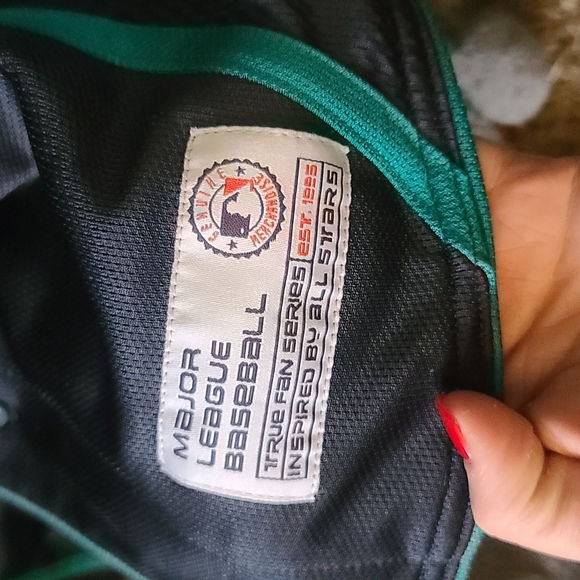 GENUINE MERCHANDISE
MAJOR
LEAGUE
BASEBALL
TRUE FAN SERIES EST. 1995
INSPIRED BY ALL STARS